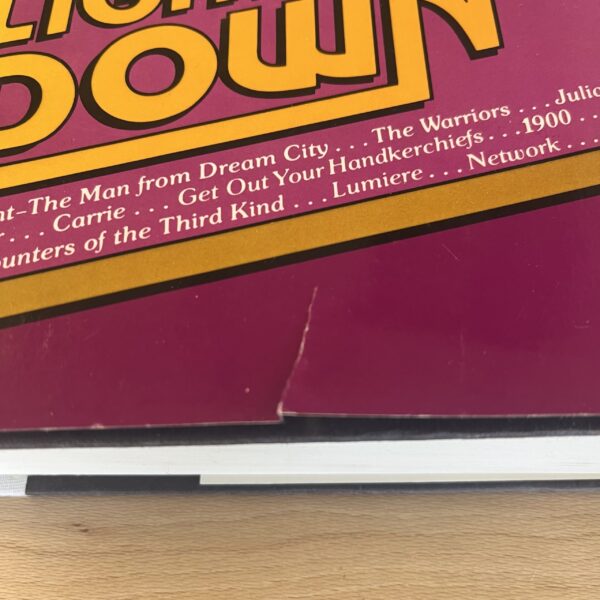 DOWN
The Man from Dream City . . . The Warriors . . .
Carrie . . . Get Out Your Handkerchiefs . . . 1900 . . .
of the Third Kind . . . Lumiere . . . Network . . .